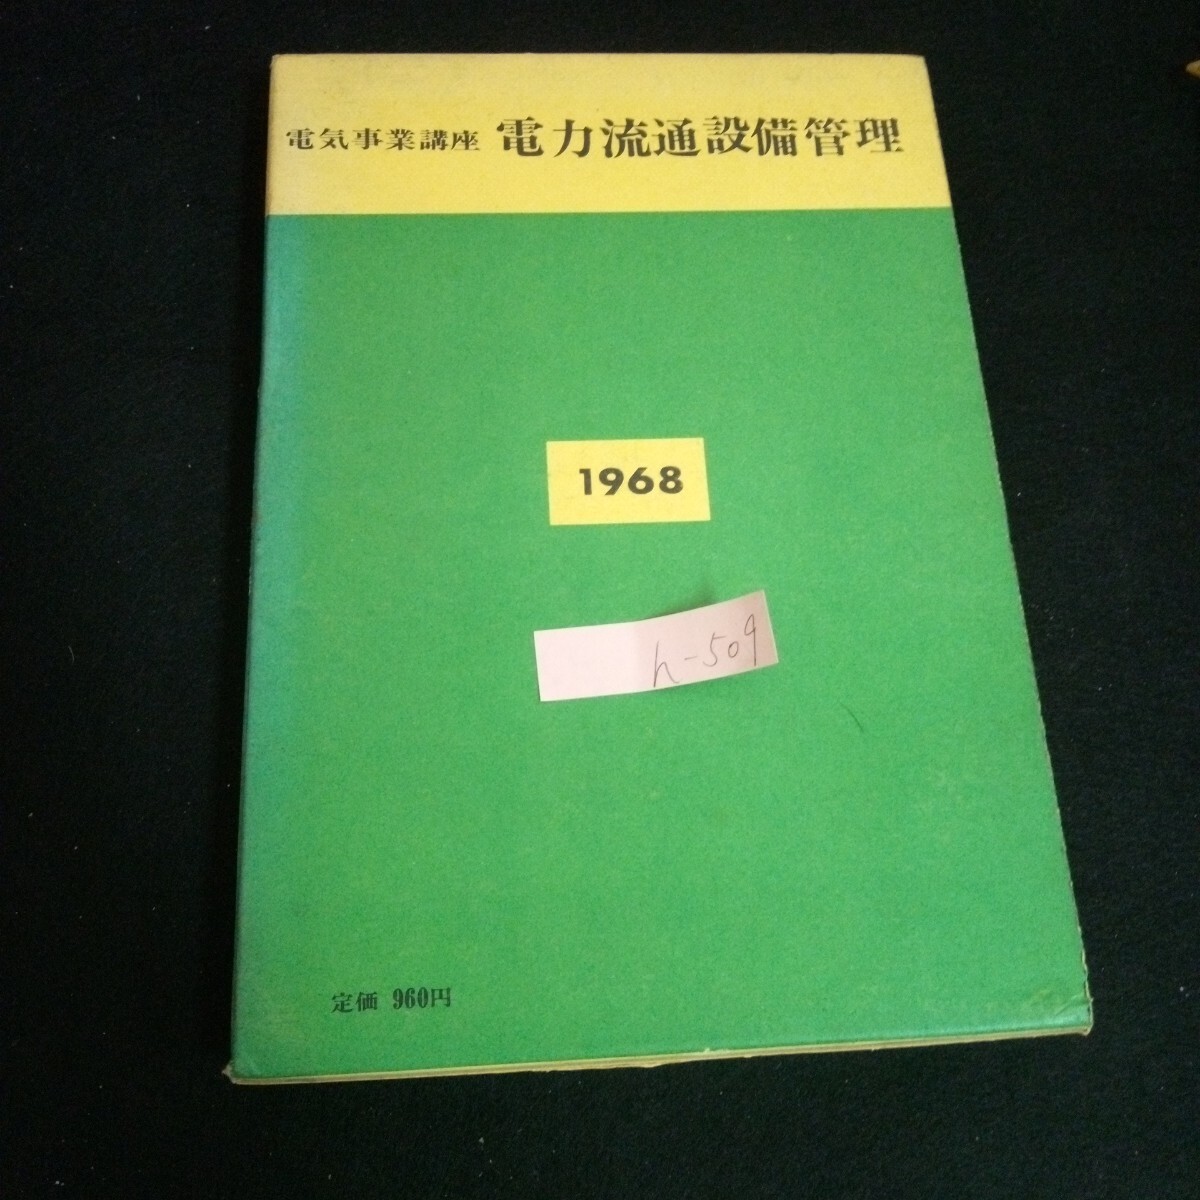 電気事業講座 電力流通設備管理
1968
h-509
定価 960円